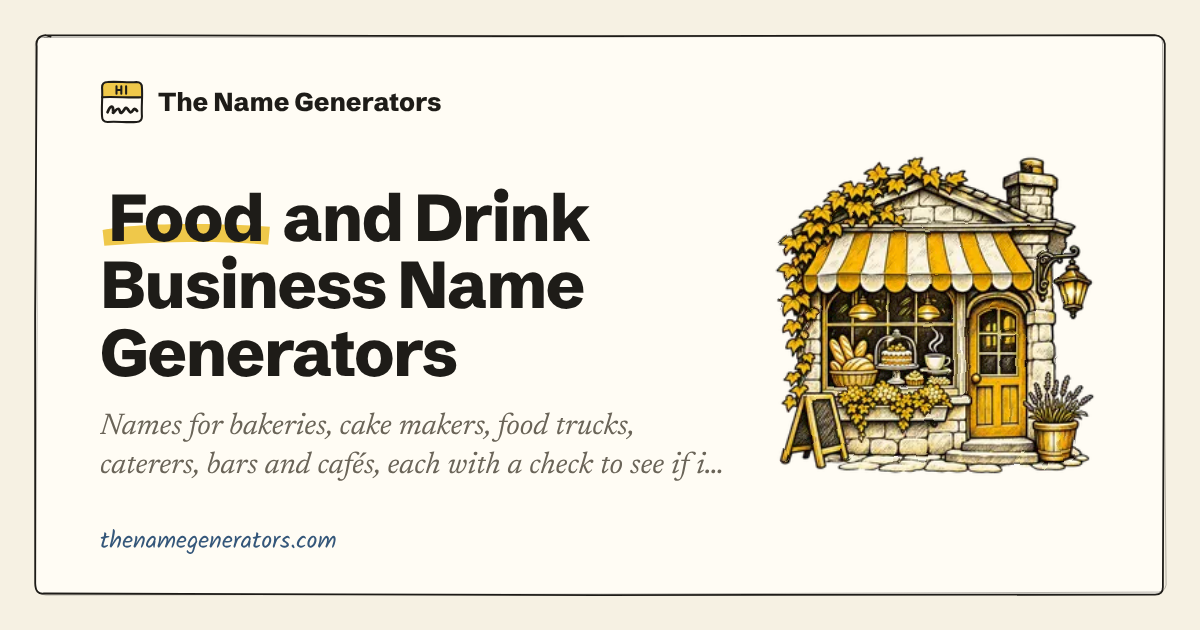 HI
The Name Generators
Food and Drink
Business Name
Generators
Names for bakeries, cake makers, food trucks,
caterers, bars and cafés, each with a check to see if i...
thenamegenerators.com